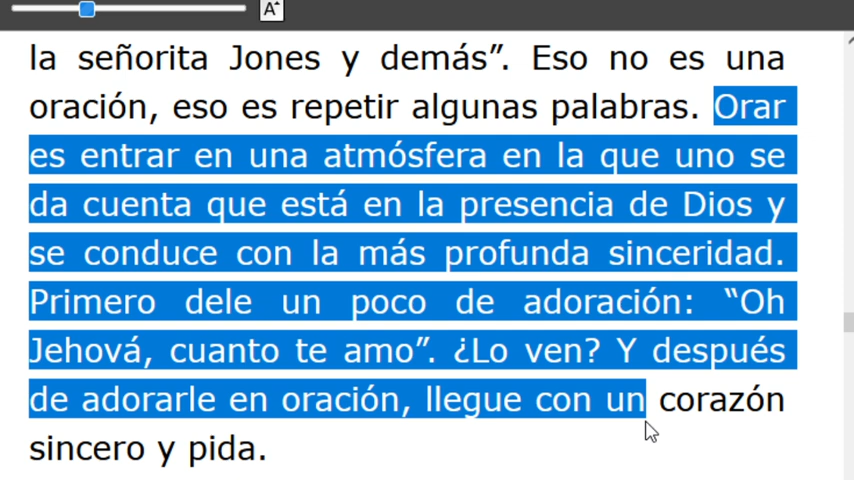 A
la señorita Jones y demás”. Eso no es una
oración, eso es repetir algunas palabras. Orar
es entrar en una atmósfera en la que uno se
da cuenta que está en la presencia de Dios y
se conduce con la más profunda sinceridad.
Primero dele un poco de adoración: “Oh
Jehová, cuanto te amo”. ¿Lo ven? Y después
de adorarle en oración, llegue con un corazón
sincero y pida.